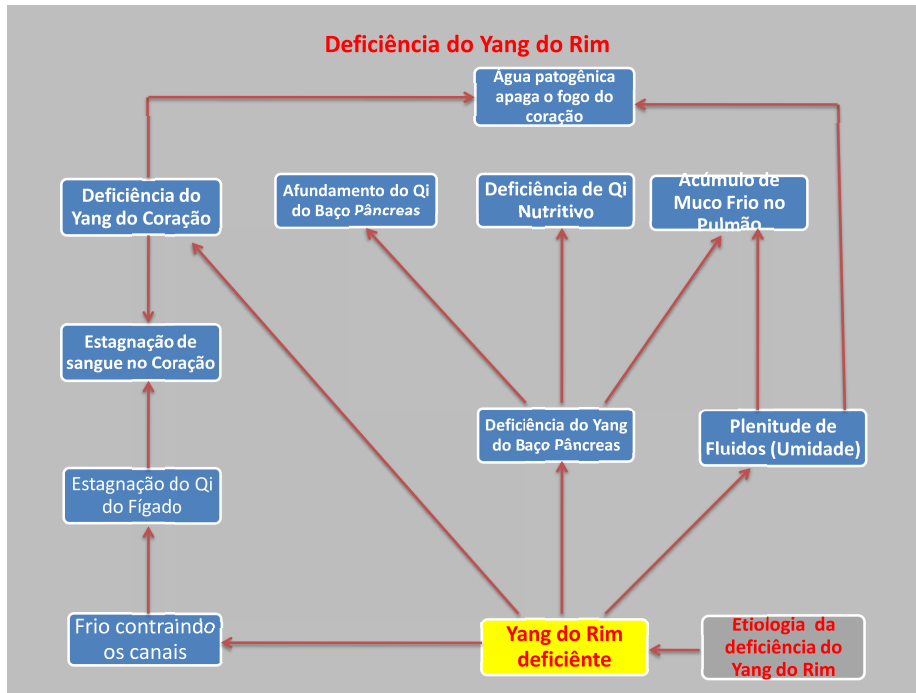 Deficiência do Yang do Rim
Água patogênica
apaga o fogo do
coração
Deficiência do
Yang do Coração
Afundamento do Qi
do Baço Pâncreas
Deficiência de Qi
Nutritivo
Acúmulo de
Muco Frio no
Pulmão
Estagnação de
sangue no Coração
Deficiência do Yang
do Baço Pâncreas
Plenitude de
Fluidos (Umidade)
Estagnação do Qi
do Fígado
Frio contraindo
os canais
Yang do Rim
deficiênte
Etiologia da
deficiência do
Yang do Rim